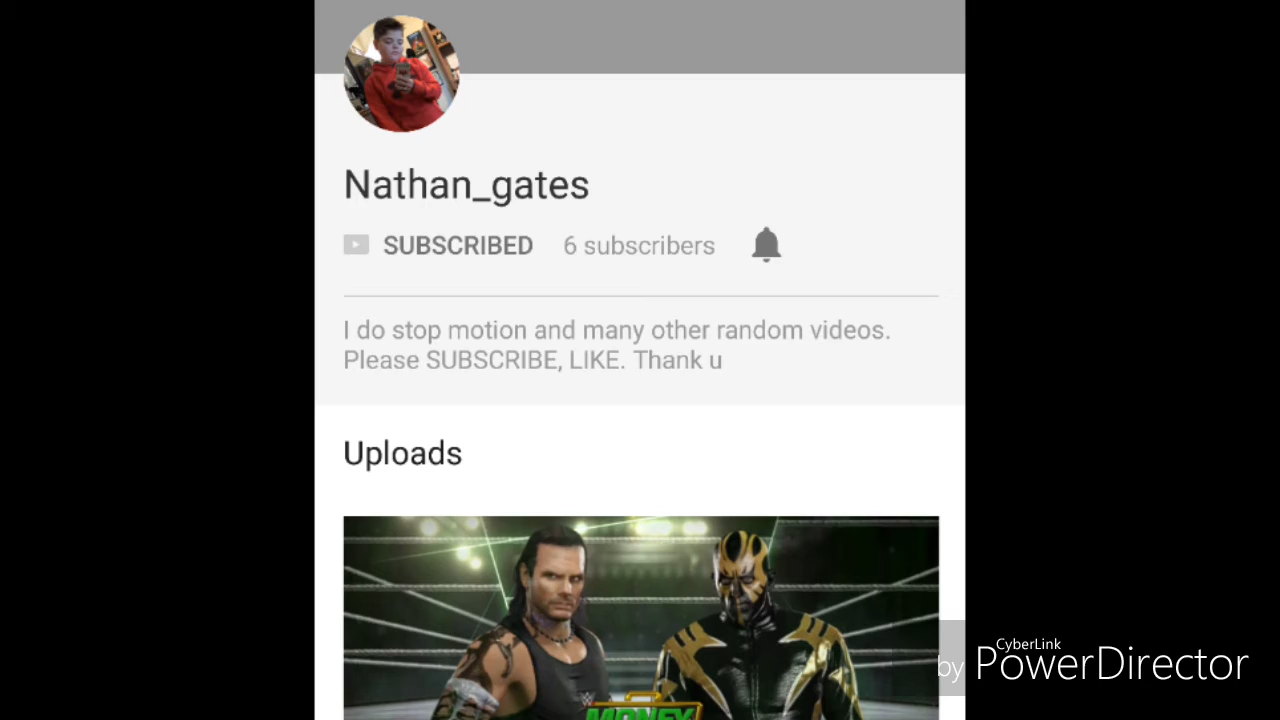 Nathan_gates
SUBSCRIBED 6 subscribers
I do stop motion and many other random videos.
Please SUBSCRIBE, LIKE. Thank u
Uploads
MONEY
CyberLink
by PowerDirector